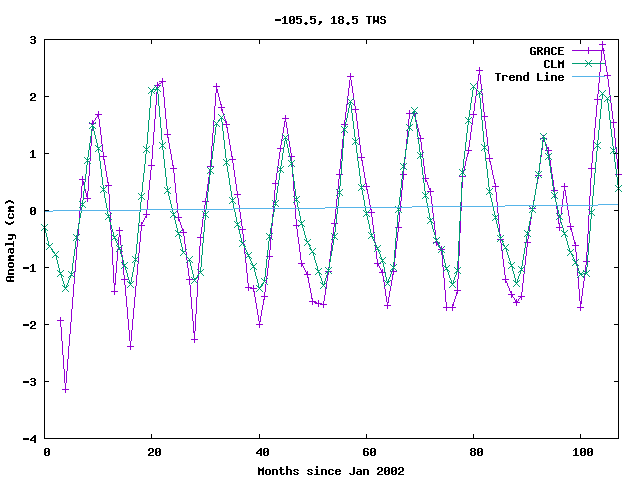 -105.5, 18.5 TWS
GRACE
CLM
Trend Line
3
2
1
0
-1
-2
-3
-4
Anomaly (cm)
0 20 40 60 80 100
Months since Jan 2002